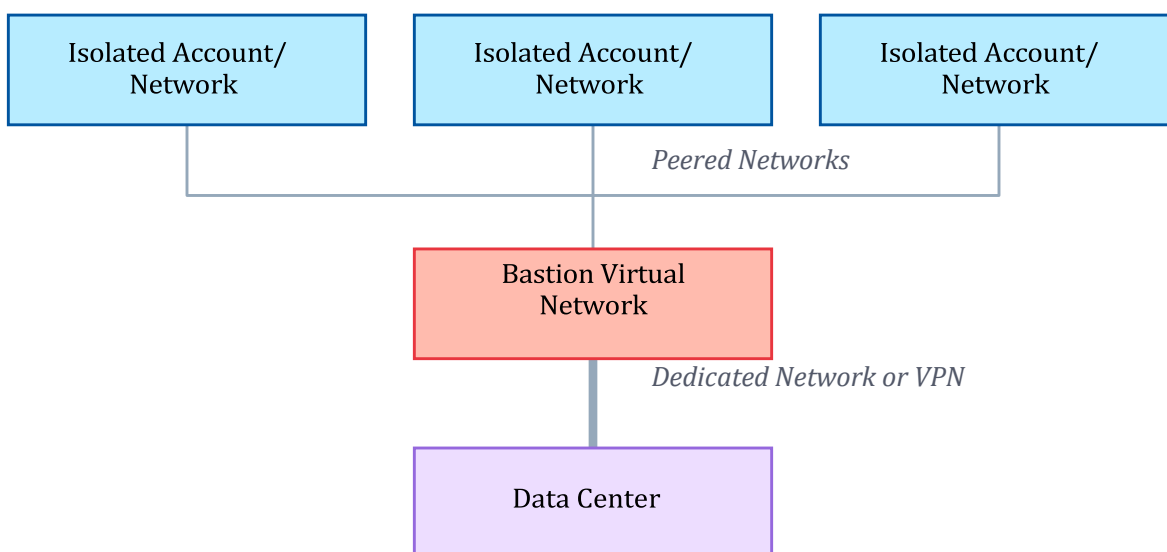 Isolated Account/
Network
Isolated Account/
Network
Isolated Account/
Network
Peered Networks
Bastion Virtual
Network
Dedicated Network or VPN
Data Center